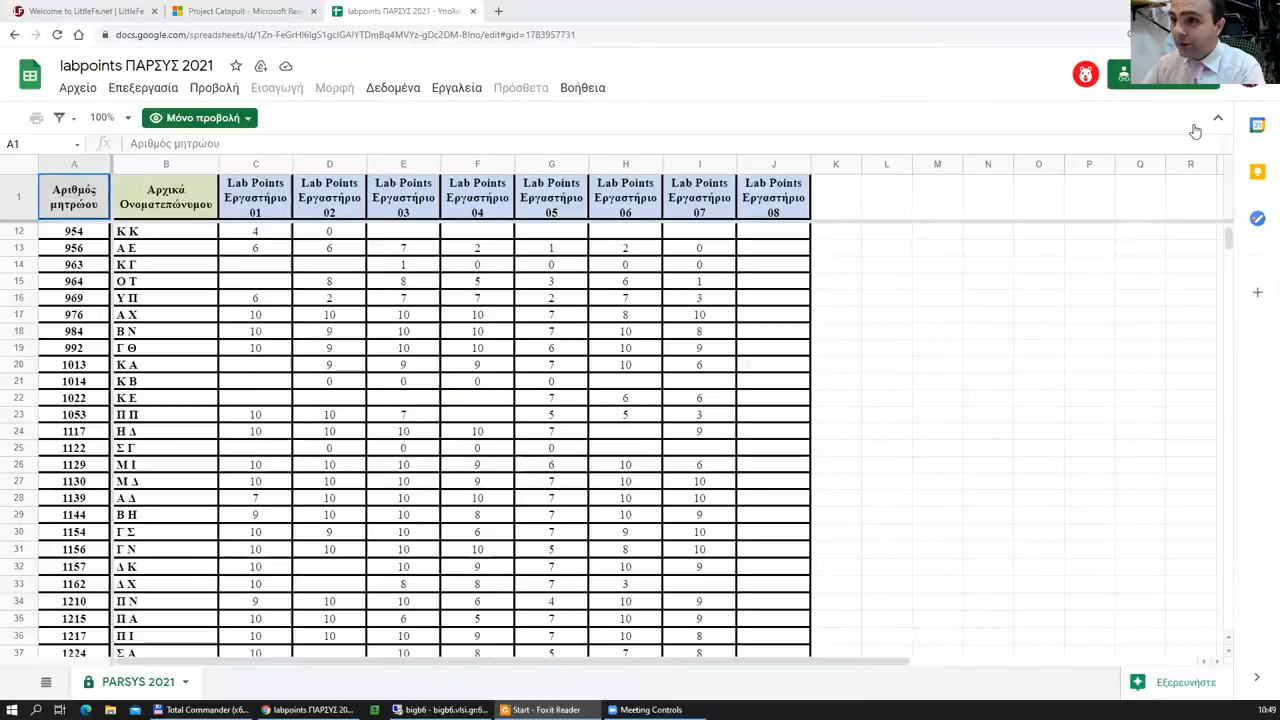 Welcome to LittleFe.net | LittleFe
Project Catapult - Microsoft Res
labpoints ΠΑΡΣΥΣ 2021 - Υπολο
docs.google.com/spreadsheets/d/1Zn-FeGrHI6IgS1gcIGAIYTDmBq4MVYz-gDc2DM-BIno/edit#gid=1783957731
labpoints ΠΑΡΣΥΣ 2021
Αρχείο Επεξεργασία Προβολή Εισαγωγή Μορφή Δεδομένα Εργαλεία Πρόσθετα Βοήθεια
100% Μόνο προβολή
A1 fx Αριθμός μητρώου
A B C D E F G H I J K L M N O P Q R
1 Αριθμός μητρώου Αρχικά Ονοματεπώνυμου Lab Points Εργαστήριο 01 Lab Points Εργαστήριο 02 Lab Points Εργαστήριο 03 Lab Points Εργαστήριο 04 Lab Points Εργαστήριο 05 Lab Points Εργαστήριο 06 Lab Points Εργαστήριο 07 Lab Points Εργαστήριο 08
12 954 Κ Κ 4 0
13 956 Α Ε 6 6 7 2 1 2 0
14 963 Κ Γ 1 0 0 0 0
15 964 Ο Τ 8 8 5 3 6 1
16 969 Υ Π 6 2 7 7 2 7 3
17 976 Α Χ 10 10 10 10 7 8 10
18 984 Β Ν 10 9 10 10 7 10 8
19 992 Γ Θ 10 9 10 10 6 10 9
20 1013 Κ Α 9 9 9 7 10 6
21 1014 Κ Β 0 0 0 0
22 1022 Κ Ε 7 6 6
23 1053 Π Π 10 10 7 5 5 3
24 1117 Η Δ 10 10 10 10 7 9
25 1122 Σ Γ 0 0 0 0
26 1129 Μ Ι 10 10 10 9 6 10 6
27 1130 Μ Δ 10 10 10 9 7 10 10
28 1139 Α Δ 7 10 10 10 7 10 10
29 1144 Β Η 9 10 10 8 7 10 9
30 1154 Γ Σ 10 9 10 6 7 9 10
31 1156 Γ Ν 10 10 10 10 5 8 10
32 1157 Δ Κ 10 10 9 7 10 9
33 1162 Δ Χ 10 8 8 7 3
34 1210 Π Ν 9 10 10 6 4 10 9
35 1215 Π Α 10 10 6 5 7 10 9
36 1217 Π Ι 10 10 10 9 7 10 8
37 1224 Σ Α 10 10 8 5 7 8
PARSYS 2021
Εξερευνήστε
Total Commander (x6... labpoints ΠΑΡΣΥΣ 20... bigb6 - bigb6.vlsi.gr:6... Start - Foxit Reader Meeting Controls 10:49